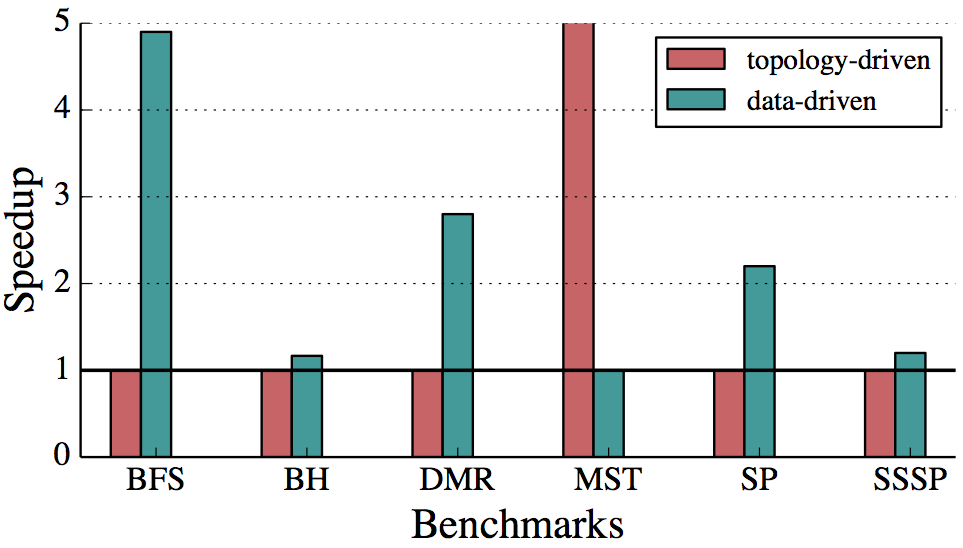 5
4
3
2
1
0
Speedup
topology-driven
data-driven
BFS BH DMR MST SP SSSP
Benchmarks